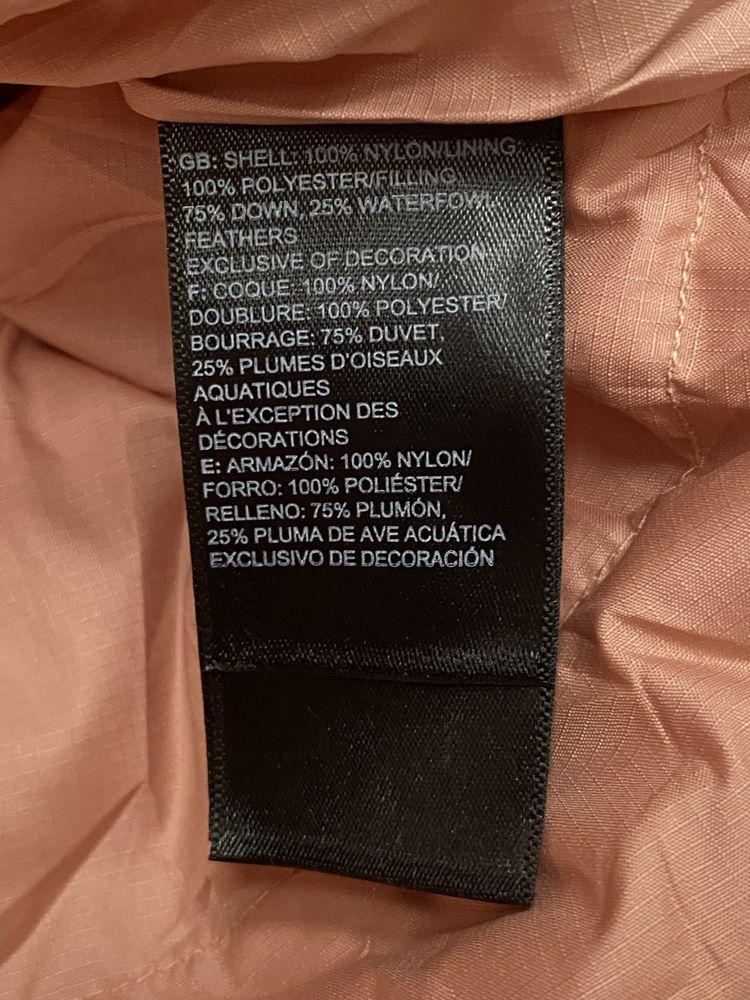 GB: SHELL: 100% NYLON/LINING:
100% POLYESTER/FILLING:
75% DOWN, 25% WATERFOWL
FEATHERS
EXCLUSIVE OF DECORATION
F: COQUE: 100% NYLON/
DOUBLURE: 100% POLYESTER/
BOURRAGE: 75% DUVET,
25% PLUMES D'OISEAUX
AQUATIQUES
À L'EXCEPTION DES
DÉCORATIONS
E: ARMAZÓN: 100% NYLON/
FORRO: 100% POLIÉSTER/
RELLENO: 75% PLUMÓN,
25% PLUMA DE AVE ACUÁTICA
EXCLUSIVO DE DECORACIÓN